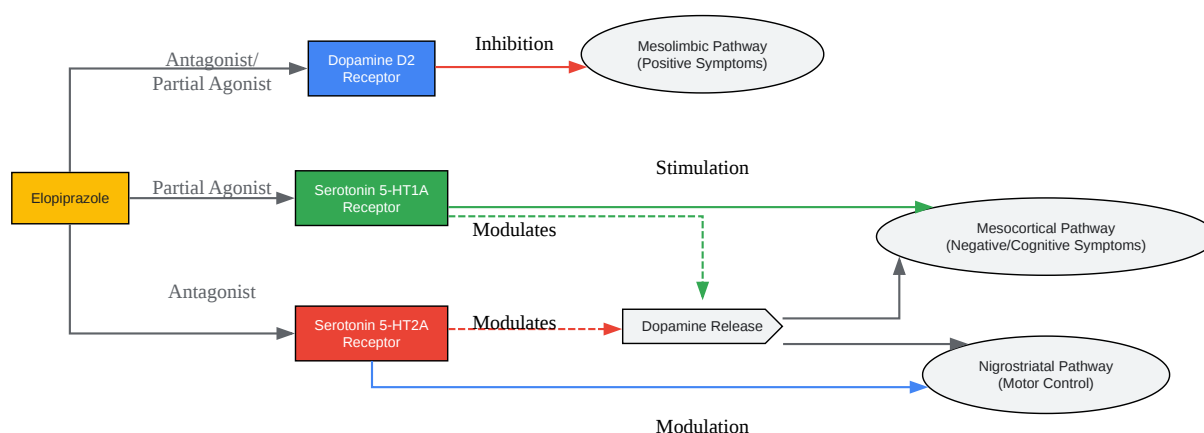 Inhibition
Mesolimbic Pathway
(Positive Symptoms)
Antagonist/
Partial Agonist
Dopamine D2
Receptor
Stimulation
Elopiprazole
Partial Agonist
Serotonin 5-HT1A
Receptor
Modulates
Mesocortical Pathway
(Negative/Cognitive Symptoms)
Antagonist
Serotonin 5-HT2A
Receptor
Modulates
Dopamine Release
Nigrostriatal Pathway
(Motor Control)
Modulation